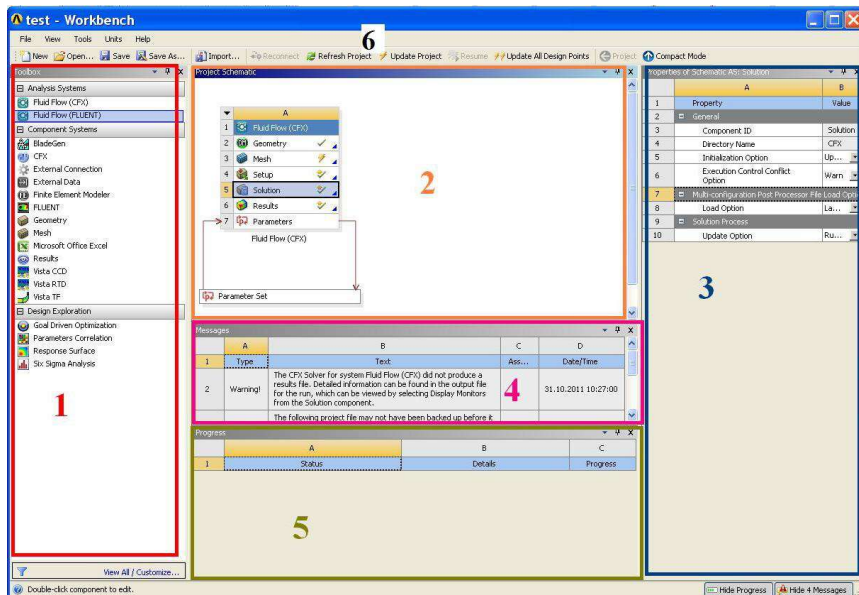 test - Workbench
File View Tools Units Help
6
New Open... Save Save As... Import... Reconnect Refresh Project Update Project Resume Update All Design Points Project Compact Mode
Toolbox
Analysis Systems
Fluid Flow (CFX)
Fluid Flow (FLUENT)
Component Systems
BladeGen
CFX
External Connection
External Data
Finite Element Modeler
FLUENT
Geometry
Mesh
Microsoft Office Excel
Results
Vista CCD
Vista RTD
Vista TF
Design Exploration
Goal Driven Optimization
Parameters Correlation
Response Surface
Six Sigma Analysis
1
View All / Customize...
Project Schematic
A
1 Fluid Flow (CFX)
2 Geometry
3 Mesh
4 Setup
5 Solution
6 Results
7 Parameters
Fluid Flow (CFX)
Parameter Set
2
Messages
A B C D
1 Type Text Ass... Date/Time
2 Warning! The CFX Solver for system Fluid Flow (CFX) did not produce a
results file. Detailed information can be found in the output file
for the run, which can be viewed by selecting Display Monitors
from the Solution component.
31.10.2011 10:27:00
The following project file may not have been backed up before it
4
Progress
A B C
1 Status Details Progress
5
Properties of Schematic A5: Solution
A B
1 Property Value
2 General
3 Component ID Solution
4 Directory Name CFX
5 Initialization Option Up...
6 Execution Control Conflict
Option Warn
7 Multi-configuration Post Processor File Load Opti
8 Load Option La...
9 Solution Process
10 Update Option Ru...
3
Double-click component to edit.
Hide Progress Hide 4 Messages